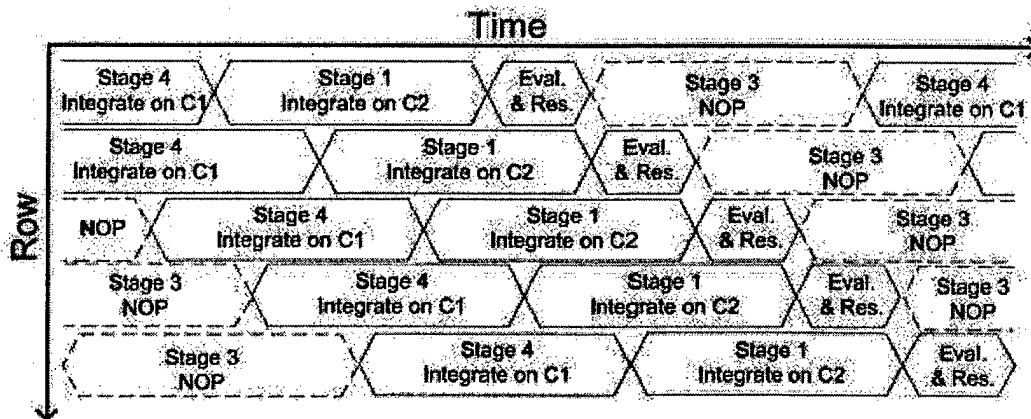 Time
Row
Stage 4
Integrate on C1
Stage 1
Integrate on C2
Eval.
& Res.
Stage 3
NOP
Stage 4
Integrate on C1
Stage 4
Integrate on C1
Stage 1
Integrate on C2
Eval.
& Res.
Stage 3
NOP
NOP
Stage 4
Integrate on C1
Stage 1
Integrate on C2
Eval.
& Res.
Stage 3
NOP
Stage 3
NOP
Stage 4
Integrate on C1
Stage 1
Integrate on C2
Eval.
& Res.
Stage 3
NOP
Stage 3
NOP
Stage 4
Integrate on C1
Stage 1
Integrate on C2
Eval.
& Res.